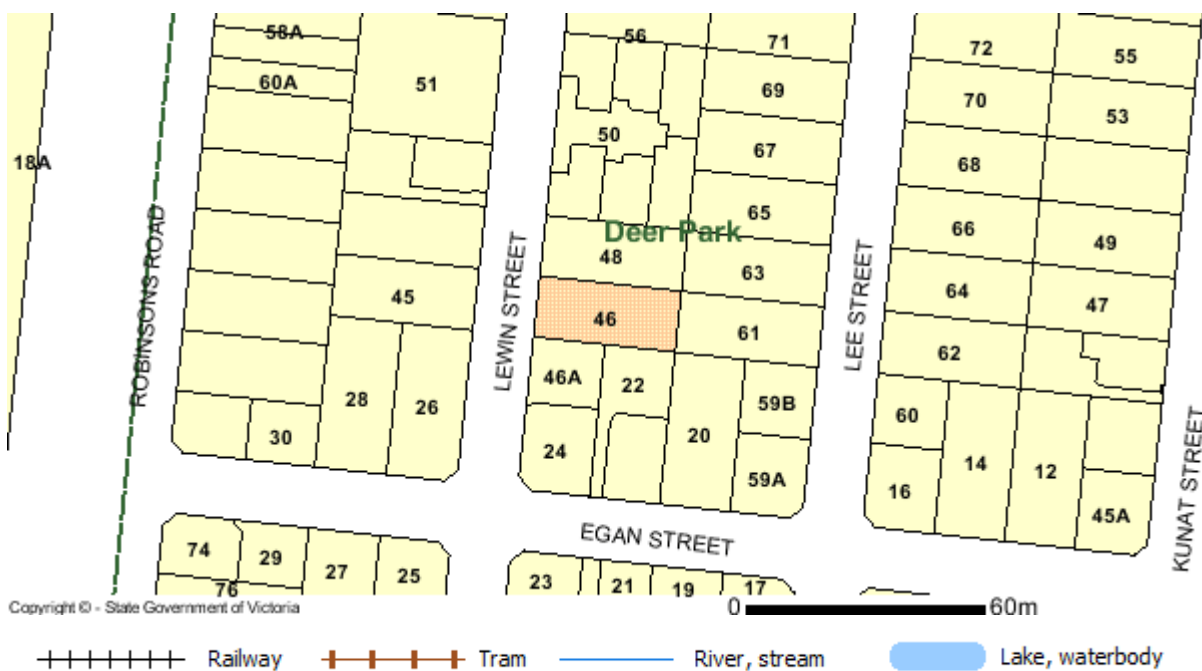 58A
56
71
72
55
60A
51
69
70
53
50
18A
67
68
65
66
49
Deer Park
48
63
ROBINSONS ROAD
LEWIN STREET
LEE STREET
64
47
45
46
61
62
46A
22
59B
28
26
60
20
24
30
14
12
59A
16
45A
KUNAT STREET
EGAN STREET
74
29
27
25
23
21
19
17
76
Copyright © - State Government of Victoria
0 60m
Railway Tram River, stream Lake, waterbody